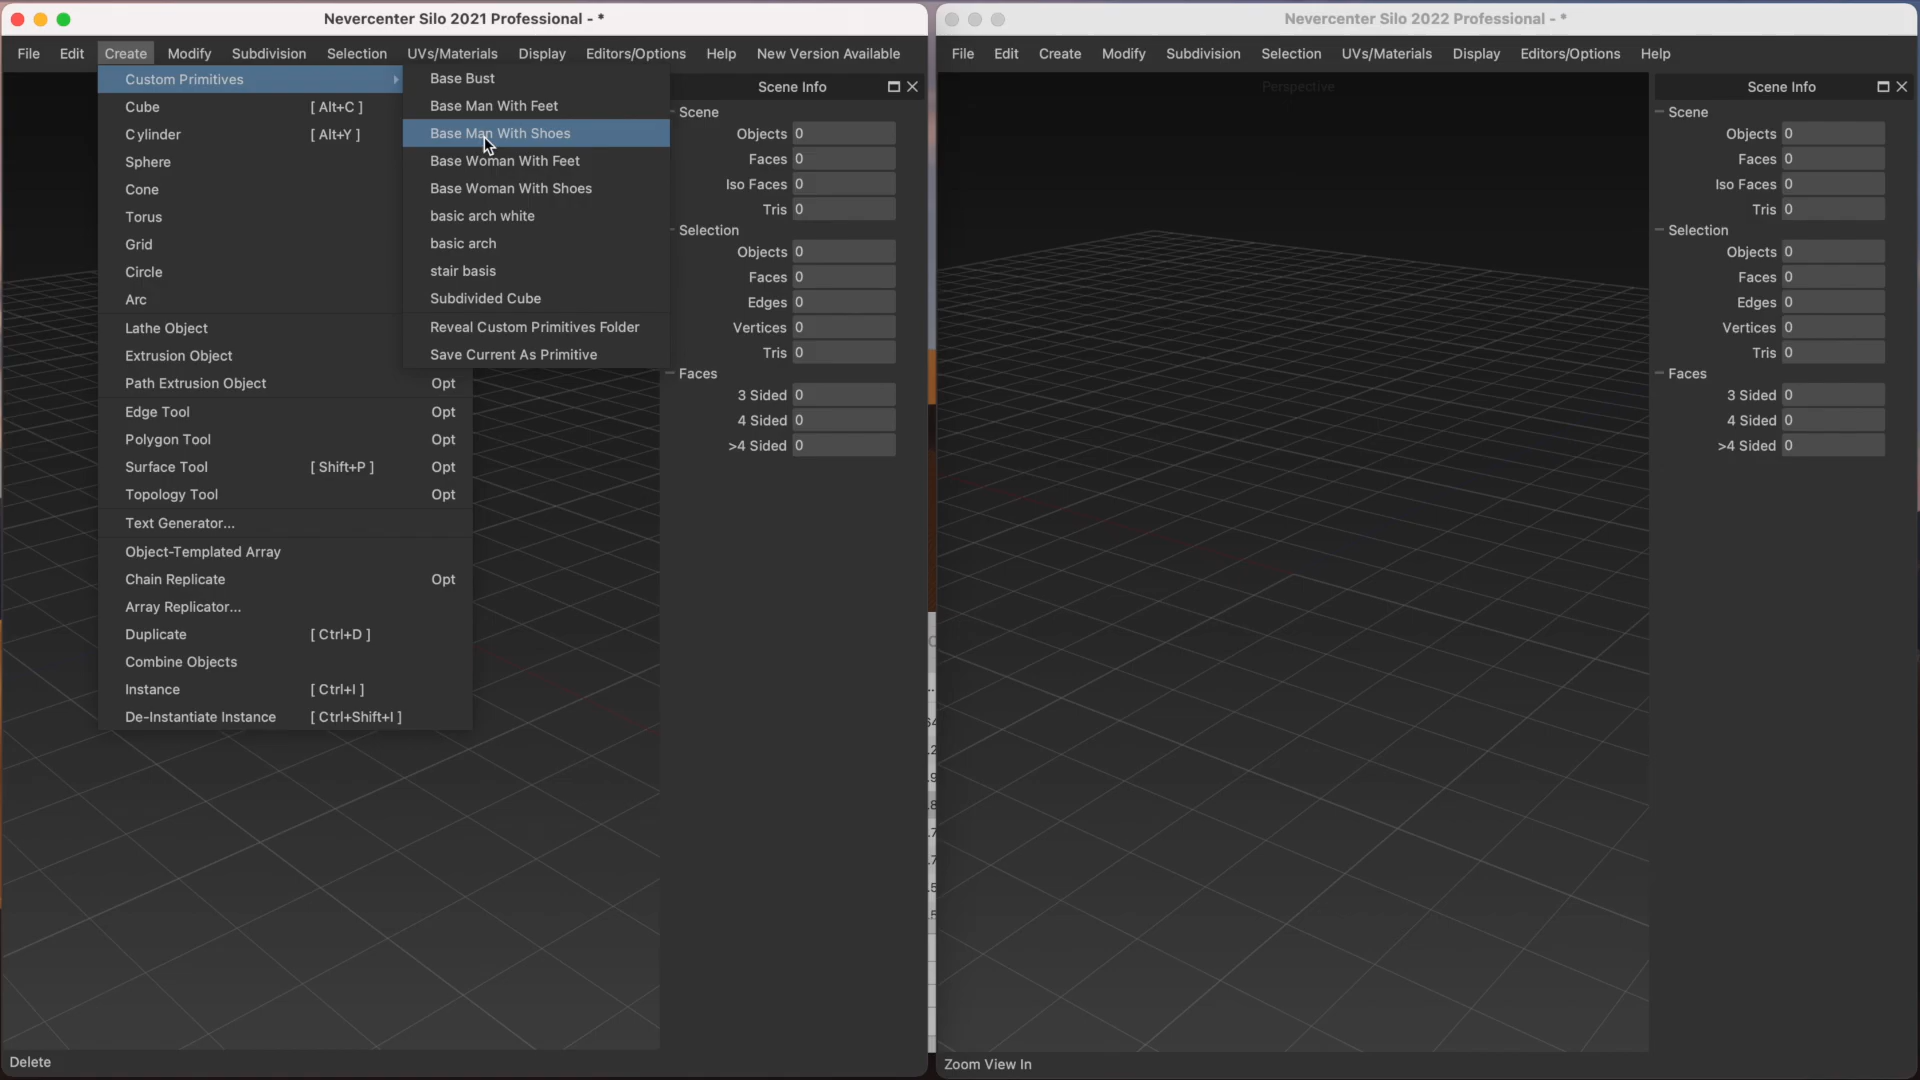 Nevercenter Silo 2021 Professional - *
File Edit Create Modify Subdivision Selection UVs/Materials Display Editors/Options Help New Version Available
Custom Primitives
Cube [ Alt+C ]
Cylinder [ Alt+Y ]
Sphere
Cone
Torus
Grid
Circle
Arc
Lathe Object
Extrusion Object
Path Extrusion Object Opt
Edge Tool Opt
Polygon Tool Opt
Surface Tool [ Shift+P ] Opt
Topology Tool Opt
Text Generator...
Object-Templated Array
Chain Replicate Opt
Array Replicator...
Duplicate [ Ctrl+D ]
Combine Objects
Instance [ Ctrl+I ]
De-Instantiate Instance [ Ctrl+Shift+I ]
Base Bust
Base Man With Feet
Base Man With Shoes
Base Woman With Feet
Base Woman With Shoes
basic arch white
basic arch
stair basis
Subdivided Cube
Reveal Custom Primitives Folder
Save Current As Primitive
Scene Info
Scene
Objects 0
Faces 0
Iso Faces 0
Tris 0
Selection
Objects 0
Faces 0
Edges 0
Vertices 0
Tris 0
Faces
3 Sided 0
4 Sided 0
>4 Sided 0
Delete
Nevercenter Silo 2022 Professional - *
File Edit Create Modify Subdivision Selection UVs/Materials Display Editors/Options Help
Perspective
Scene Info
Scene
Objects 0
Faces 0
Iso Faces 0
Tris 0
Selection
Objects 0
Faces 0
Edges 0
Vertices 0
Tris 0
Faces
3 Sided 0
4 Sided 0
>4 Sided 0
Zoom View In